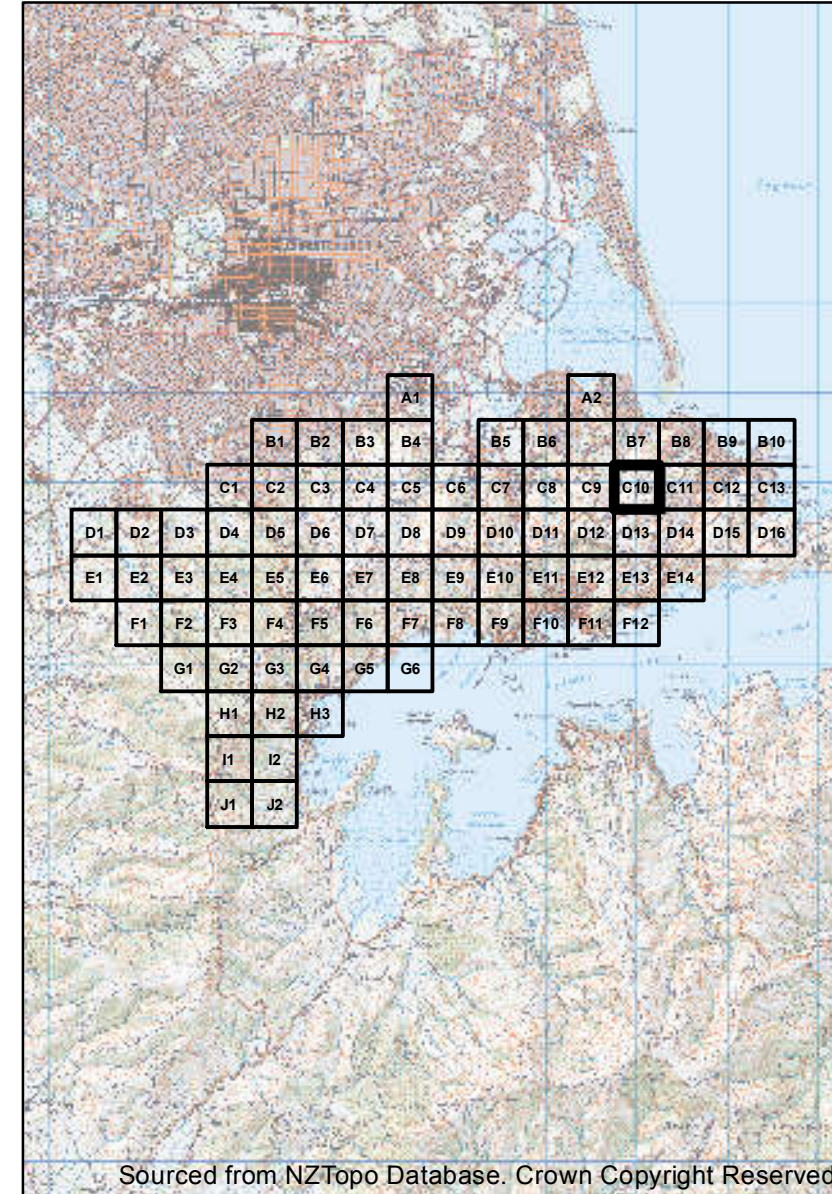 A1 A2
B1 B2 B3 B4 B5 B6 B7 B8 B9 B10
C1 C2 C3 C4 C5 C6 C7 C8 C9 C10 C11 C12 C13
D1 D2 D3 D4 D5 D6 D7 D8 D9 D10 D11 D12 D13 D14 D15 D16
E1 E2 E3 E4 E5 E6 E7 E8 E9 E10 E11 E12 E13 E14
F1 F2 F3 F4 F5 F6 F7 F8 F9 F10 F11 F12
G1 G2 G3 G4 G5 G6
H1 H2 H3
I1 I2
J1 J2
Sourced from NZTopo Database. Crown Copyright Reserved